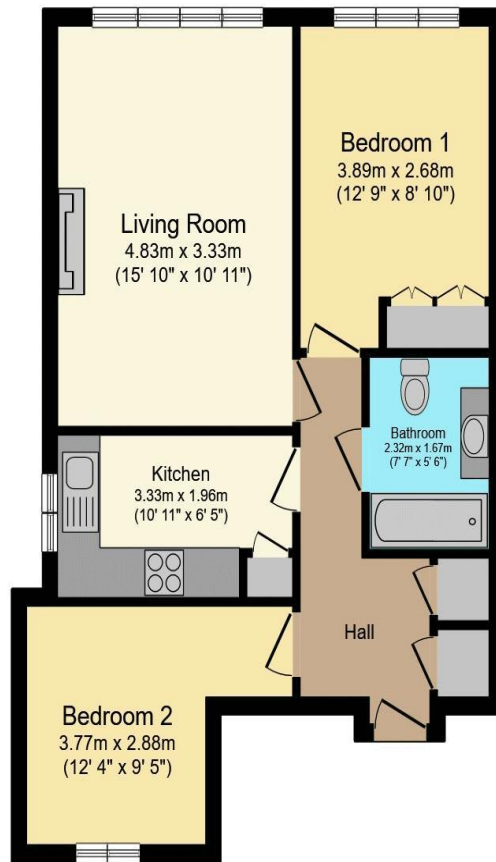 Living Room
4.83m x 3.33m
(15' 10" x 10' 11")
Bedroom 1
3.89m x 2.68m
(12' 9" x 8' 10")
Bathroom
2.32m x 1.67m
(7' 7" x 5' 6")
Kitchen
3.33m x 1.96m
(10' 11" x 6' 5")
Hall
Bedroom 2
3.77m x 2.88m
(12' 4" x 9' 5")